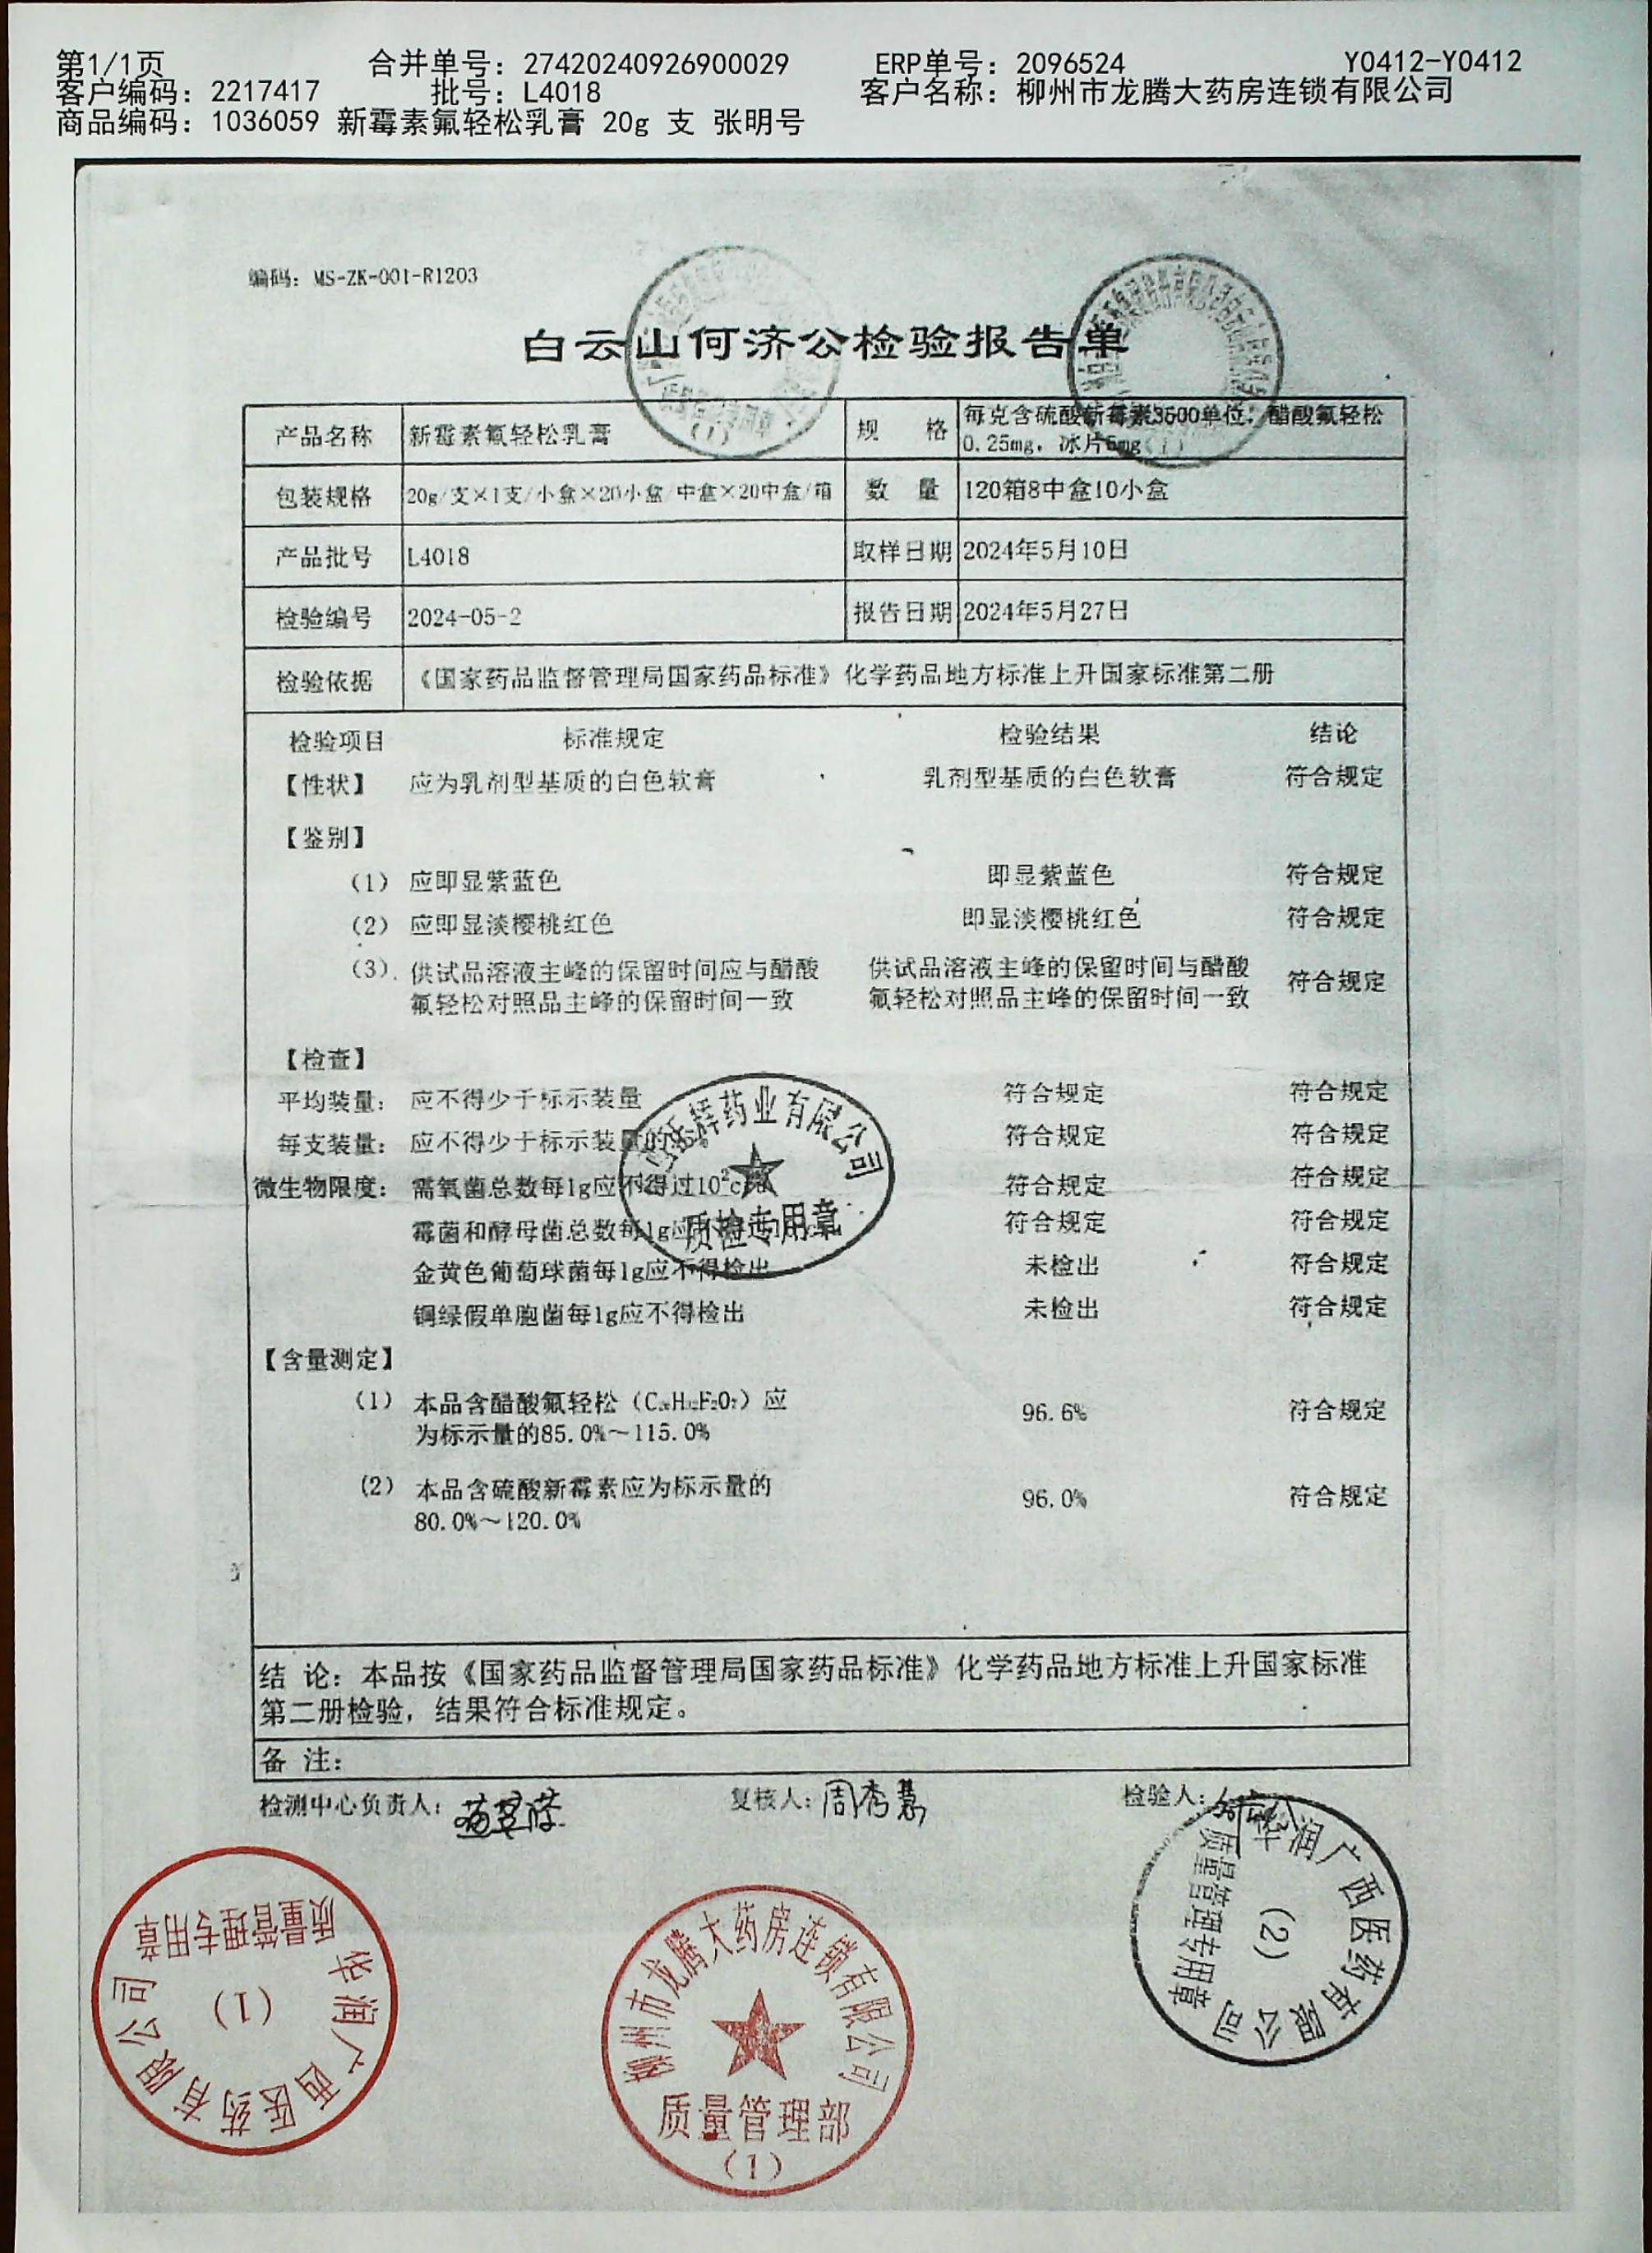 第1/1页 合并单号：27420240926900029 ERP单号：2096524 Y0412-Y0412
客户编码：2217417 批号：L4018 客户名称：柳州市龙腾大药房连锁有限公司
商品编码：1036059 新霉素氟轻松乳膏 20g 支 张明号
编码：MS-ZK-001-R1203
白云山何济公检验报告单
产品名称 新霉素氟轻松乳膏 规 格 每克含硫酸新霉素3500单位，醋酸氟轻松
0.25mg，冰片5mg
包装规格 20g/支×1支/小盒×20小盒/中盒×20中盒/箱 数 量 120箱8中盒10小盒
产品批号 L4018 取样日期 2024年5月10日
检验编号 2024-05-2 报告日期 2024年5月27日
检验依据 《国家药品监督管理局国家药品标准》化学药品地方标准上升国家标准第二册
检验项目 标准规定 检验结果 结论
【性状】 应为乳剂型基质的白色软膏 乳剂型基质的白色软膏 符合规定
【鉴别】
（1） 应即显紫蓝色 即显紫蓝色 符合规定
（2） 应即显淡樱桃红色 即显淡樱桃红色 符合规定
（3） 供试品溶液主峰的保留时间应与醋酸 供试品溶液主峰的保留时间与醋酸 符合规定
氟轻松对照品主峰的保留时间一致 氟轻松对照品主峰的保留时间一致
【检查】
平均装量： 应不得少于标示装量 符合规定 符合规定
每支装量： 应不得少于标示装量的 符合规定 符合规定
微生物限度： 需氧菌总数每1g应不得过10² 符合规定 符合规定
霉菌和酵母菌总数每1g应不得过 符合规定 符合规定
金黄色葡萄球菌每1g应不得检出 未检出 符合规定
铜绿假单胞菌每1g应不得检出 未检出 符合规定
【含量测定】
（1） 本品含醋酸氟轻松 应 96.6% 符合规定
为标示量的85.0%～115.0%
（2） 本品含硫酸新霉素应为标示量的 96.0% 符合规定
80.0%～120.0%
药业有限公司
质检专用章
结 论：本品按《国家药品监督管理局国家药品标准》化学药品地方标准上升国家标准
第二册检验，结果符合标准规定。
备 注：
检测中心负责人： 复核人：周秀慧 检验人：
华润广西医药有限公司
质量管理专用章
（1）
柳州市龙腾大药房连锁有限公司
质量管理部
（1）
华润广西医药有限公司
质量管理专用章
（2）